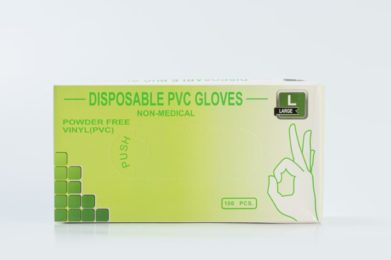 DISPOSABLE PVC GLOVES
NON-MEDICAL
L
LARGE
POWDER FREE
VINYL(PVC)
PUSH
100 PCS.